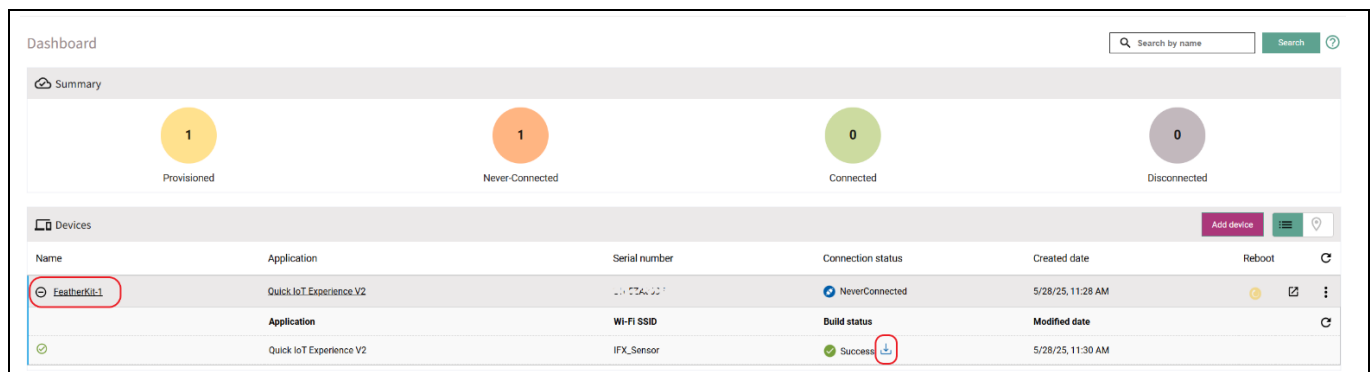 Dashboard
Search by name
Search
?
Summary
1
1
0
0
Provisioned
Never-Connected
Connected
Disconnected
Devices
Add device
Name Application Serial number Connection status Created date Reboot
FeatherKit-1 Quick IoT Experience V2 NeverConnected 5/28/25, 11:28 AM
Application Wi-Fi SSID Build status Modified date
Quick IoT Experience V2 IFX_Sensor Success 5/28/25, 11:30 AM